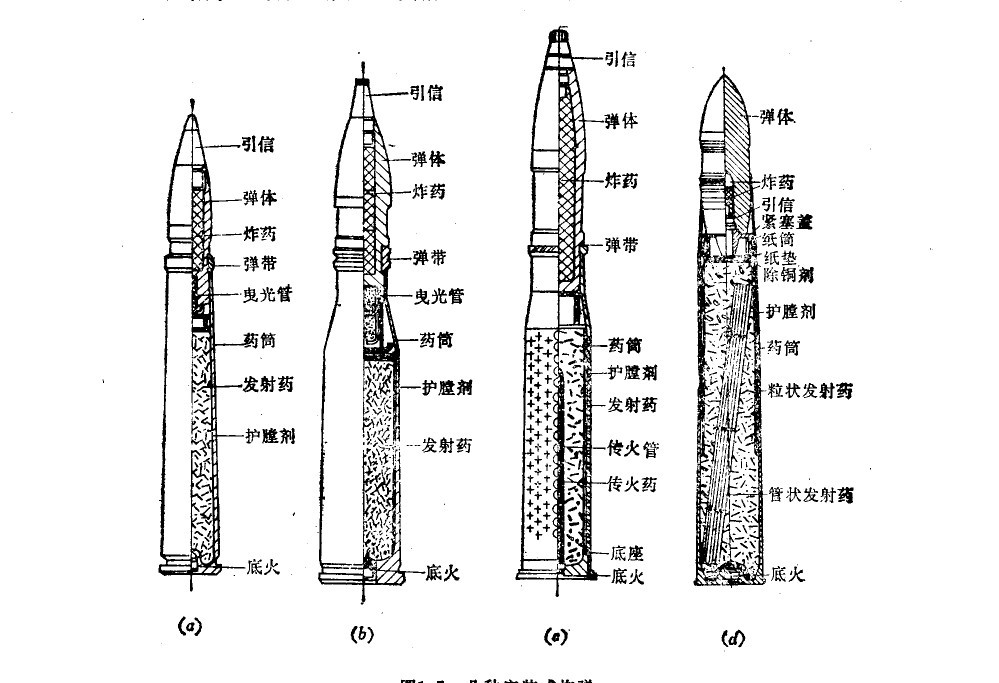 引信
弹体
炸药
弹带
曳光管
药筒
发射药
护膛剂
底火
(a)
引信
弹体
炸药
弹带
曳光管
药筒
护膛剂
发射药
底火
(b)
引信
弹体
炸药
弹带
药筒
护膛剂
发射药
传火管
传火药
底座
底火
(c)
弹体
炸药
引信
紧塞盖
纸筒
纸垫
除铜剂
护膛剂
药筒
粒状发射药
管状发射药
底火
(d)